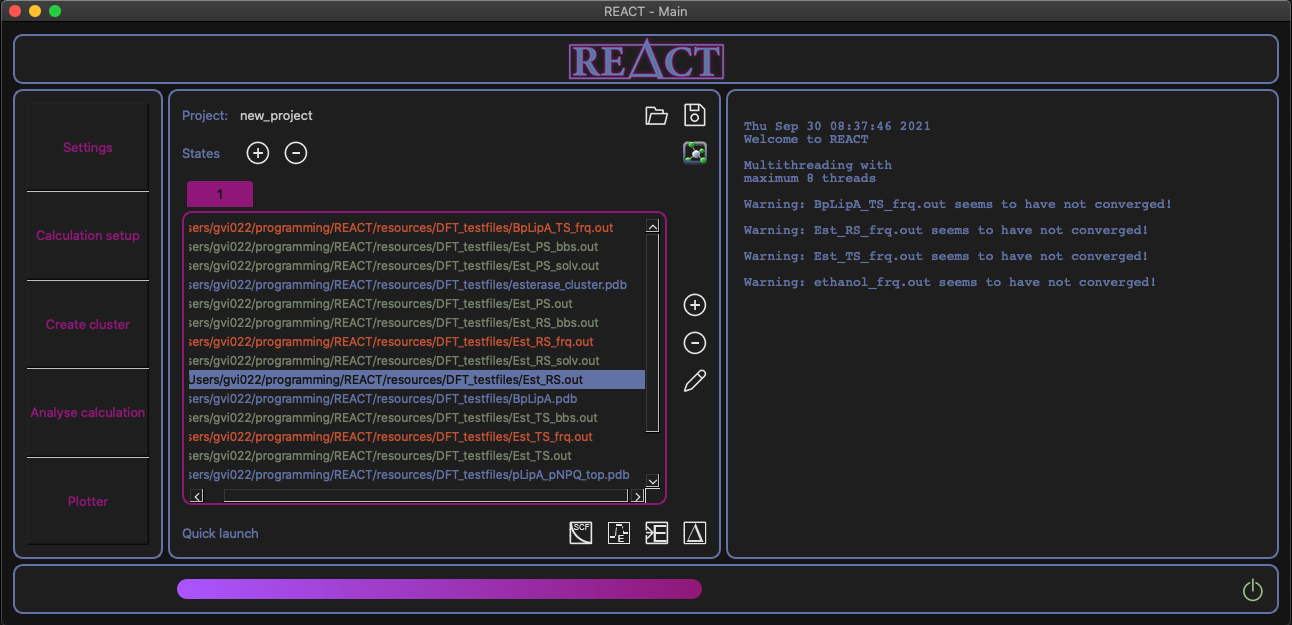 REACT - Main
REACT
Settings
Calculation setup
Create cluster
Analyse calculation
Plotter
Project: new_project
States
1
sers/gvi022/programming/REACT/resources/DFT_testfiles/BpLipA_TS_frq.out
sers/gvi022/programming/REACT/resources/DFT_testfiles/Est_PS_bbs.out
sers/gvi022/programming/REACT/resources/DFT_testfiles/Est_PS_solv.out
sers/gvi022/programming/REACT/resources/DFT_testfiles/esterase_cluster.pdb
sers/gvi022/programming/REACT/resources/DFT_testfiles/Est_PS.out
sers/gvi022/programming/REACT/resources/DFT_testfiles/Est_RS_bbs.out
sers/gvi022/programming/REACT/resources/DFT_testfiles/Est_RS_frq.out
sers/gvi022/programming/REACT/resources/DFT_testfiles/Est_RS_solv.out
Users/gvi022/programming/REACT/resources/DFT_testfiles/Est_RS.out
sers/gvi022/programming/REACT/resources/DFT_testfiles/BpLipA.pdb
sers/gvi022/programming/REACT/resources/DFT_testfiles/Est_TS_bbs.out
sers/gvi022/programming/REACT/resources/DFT_testfiles/Est_TS_frq.out
sers/gvi022/programming/REACT/resources/DFT_testfiles/Est_TS.out
sers/gvi022/programming/REACT/resources/DFT_testfiles/pLipA_pNPQ_top.pdb
Quick launch
SCF
E
Thu Sep 30 08:37:46 2021
Welcome to REACT
Multithreading with
maximum 8 threads
Warning: BpLipA_TS_frq.out seems to have not converged!
Warning: Est_RS_frq.out seems to have not converged!
Warning: Est_TS_frq.out seems to have not converged!
Warning: ethanol_frq.out seems to have not converged!